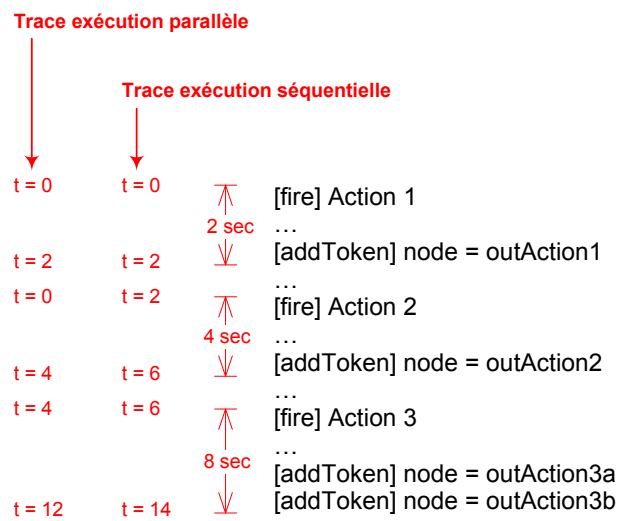 Trace exécution parallèle
Trace exécution séquentielle
t = 0 t = 0 [fire] Action 1
2 sec …
t = 2 t = 2 [addToken] node = outAction1
…
t = 0 t = 2 [fire] Action 2
4 sec …
t = 4 t = 6 [addToken] node = outAction2
…
t = 4 t = 6 [fire] Action 3
8 sec …
[addToken] node = outAction3a
t = 12 t = 14 [addToken] node = outAction3b